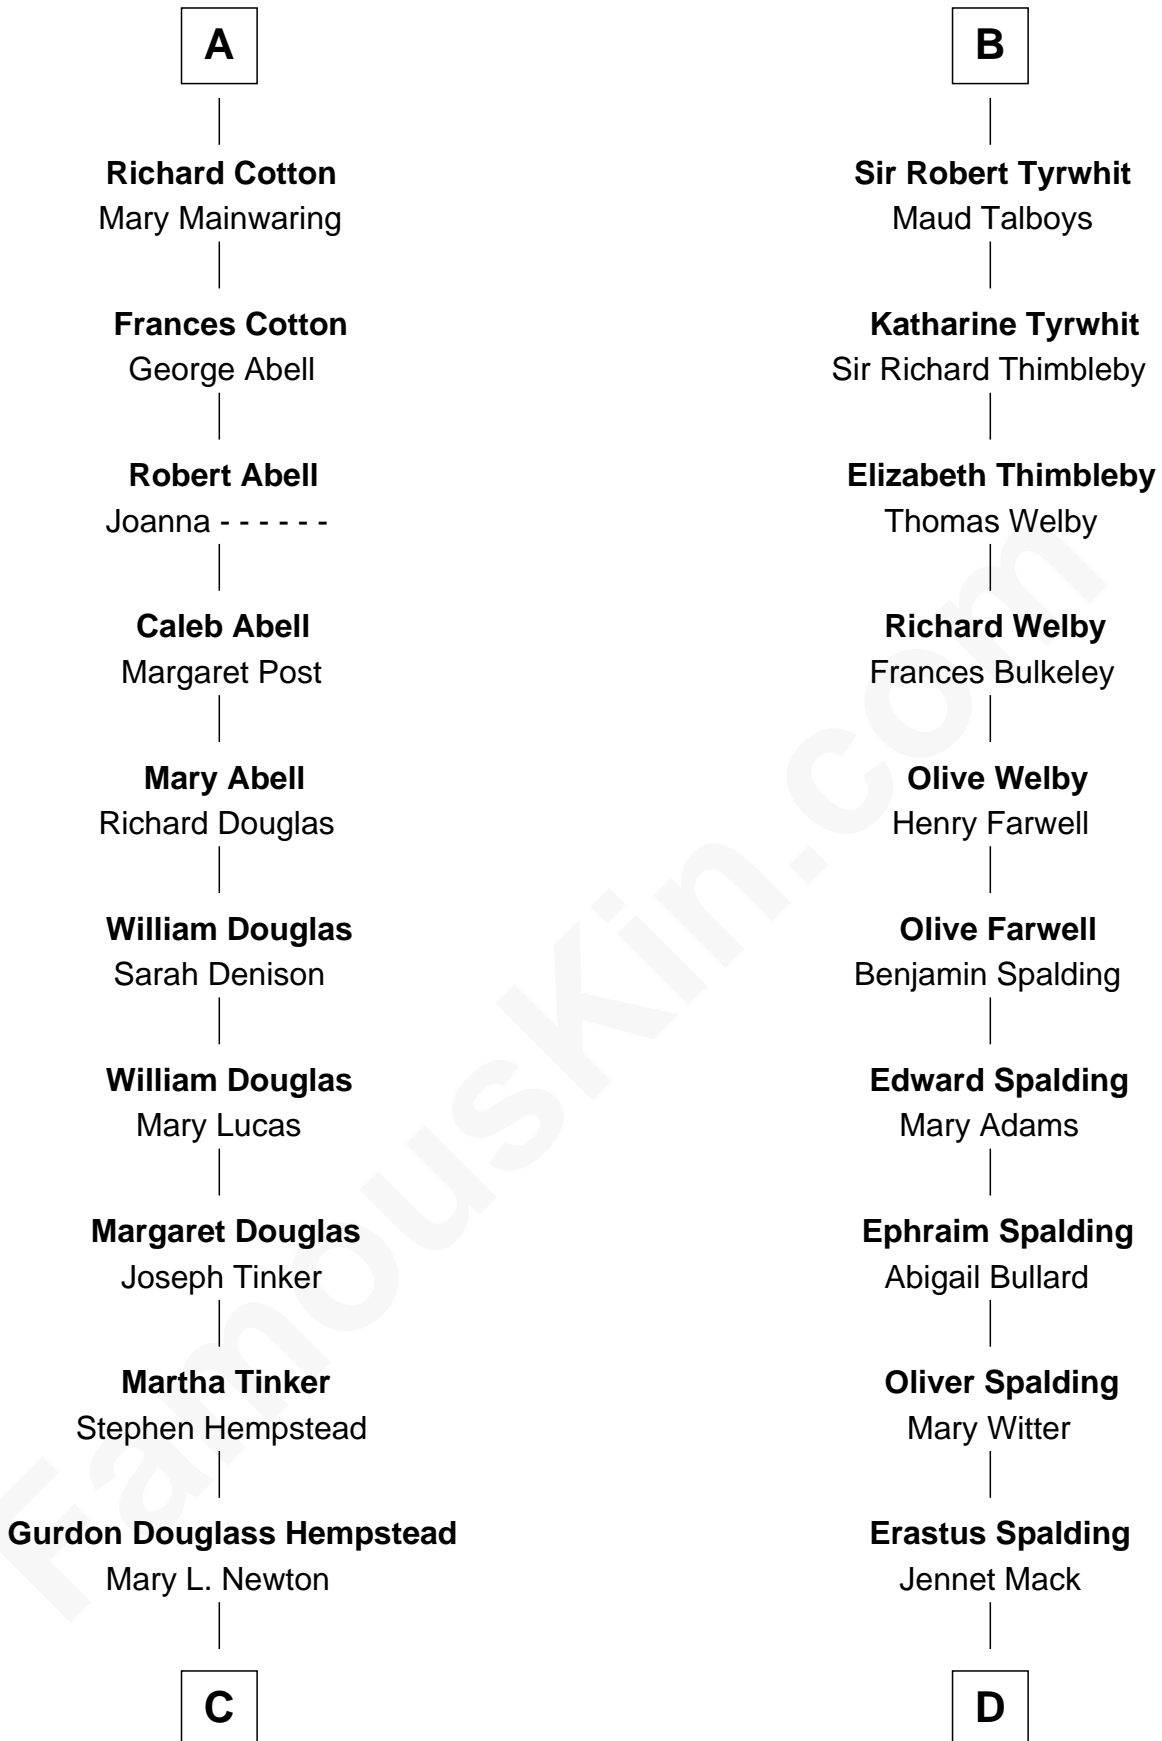 A
Richard Cotton
Mary Mainwaring
Frances Cotton
George Abell
Robert Abell
Joanna - - - - - -
Caleb Abell
Margaret Post
Mary Abell
Richard Douglas
William Douglas
Sarah Denison
William Douglas
Mary Lucas
Margaret Douglas
Joseph Tinker
Martha Tinker
Stephen Hempstead
Gurdon Douglass Hempstead
Mary L. Newton
C
B
Sir Robert Tyrwhit
Maud Talboys
Katharine Tyrwhit
Sir Richard Thimbleby
Elizabeth Thimbleby
Thomas Welby
Richard Welby
Frances Bulkeley
Olive Welby
Henry Farwell
Olive Farwell
Benjamin Spalding
Edward Spalding
Mary Adams
Ephraim Spalding
Abigail Bullard
Oliver Spalding
Mary Witter
Erastus Spalding
Jennet Mack
D
FamousKin.com